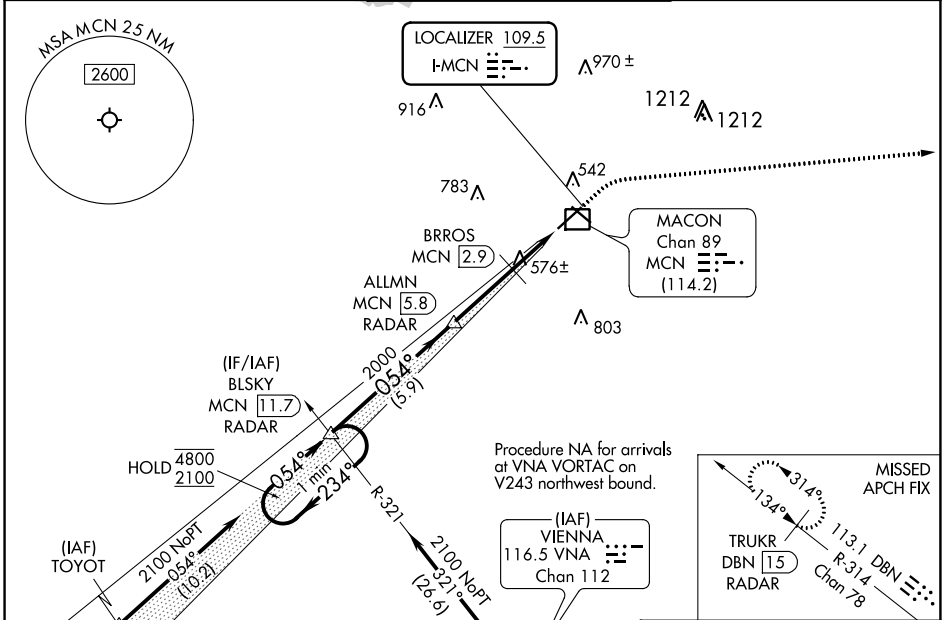 MSA MCN 25 NM
2600
LOCALIZER 109.5
I-MCN
970 ±
916
1212
1212
542
783
MACON
Chan 89
MCN
(114.2)
BRROS
MCN 2.9
576±
ALLMN
MCN 5.8
RADAR
803
2000
054°
(5.9)
(IF/IAF)
BLSKY
MCN 11.7
RADAR
HOLD 4800
2100
054°
1 min
234°
R-321
Procedure NA for arrivals
at VNA VORTAC on
V243 northwest bound.
(IAF)
TOYOT
2100 NoPT
054°
(10.2)
2100 NoPT
321°
(26.6)
(IAF)
VIENNA
116.5 VNA
Chan 112
MISSED
APCH FIX
314°
134°
TRUKR
DBN 15
RADAR
113.1 DBN
R-314
Chan 78